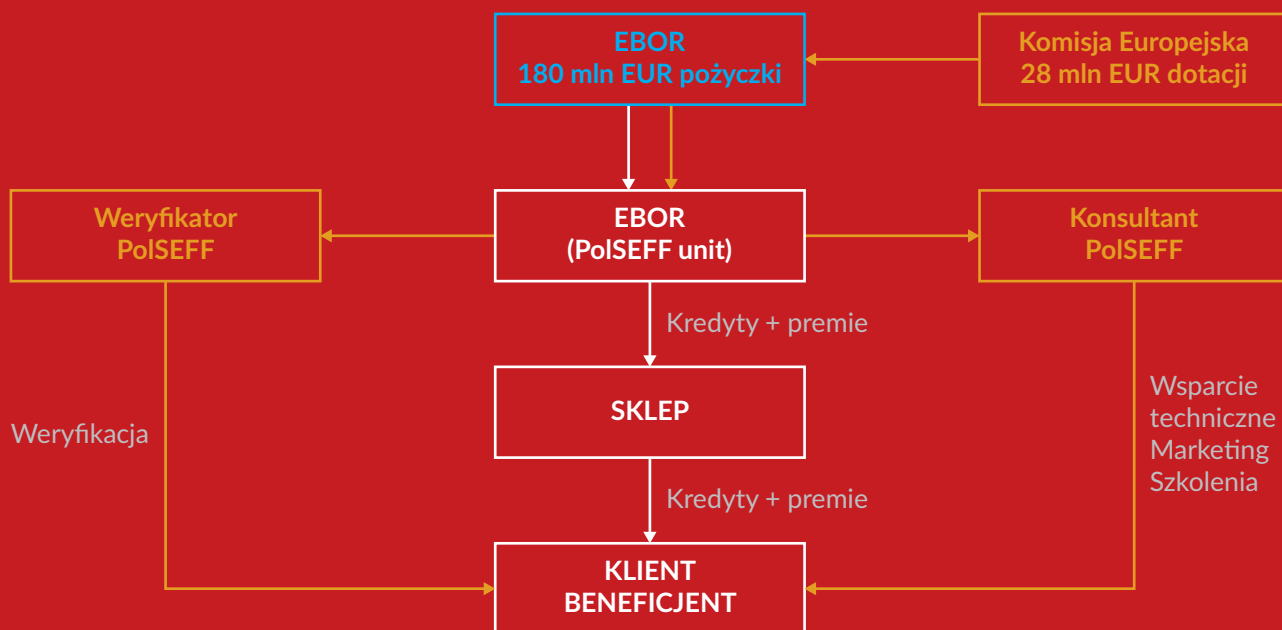 EBOR
180 mln EUR pożyczki
Komisja Europejska
28 mln EUR dotacji
Weryfikator
PolSEFF
EBOR
(PolSEFF unit)
Konsultant
PolSEFF
Kredyty + premie
SKLEP
Weryfikacja
Wsparcie
techniczne
Marketing
Szkolenia
Kredyty + premie
KLIENT
BENEFICJENT